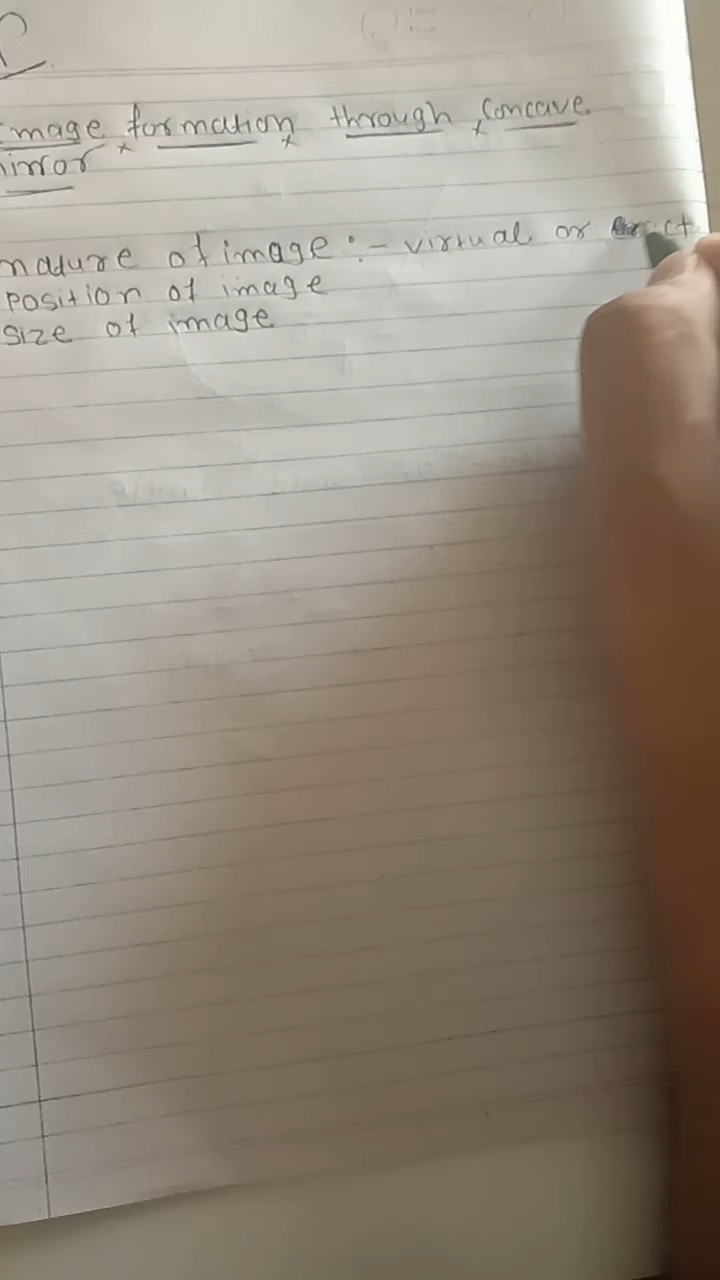 mage formation through concave
irror
nature of image :- virtual or
position of image
size of image